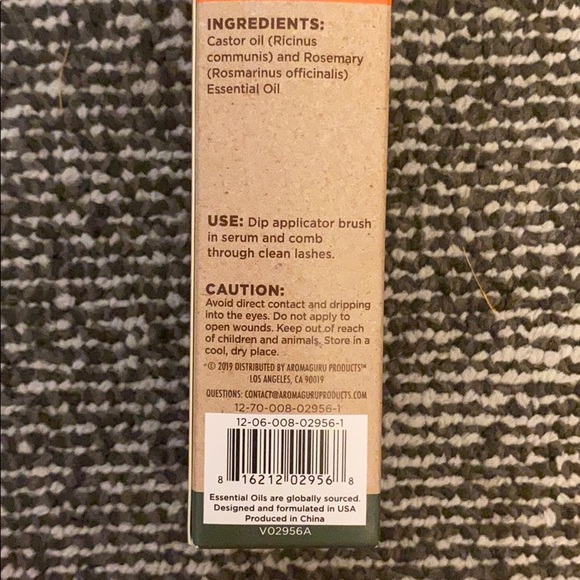 INGREDIENTS:
Castor oil (Ricinus
communis) and Rosemary
(Rosmarinus officinalis)
Essential Oil
USE: Dip applicator brush
in serum and comb
through clean lashes.
CAUTION:
Avoid direct contact and dripping
into the eyes. Do not apply to
open wounds. Keep out of reach
of children and animals. Store in a
cool, dry place.
© 2019 DISTRIBUTED BY AROMAGURU PRODUCTS™
LOS ANGELES, CA 90019
QUESTIONS: CONTACT@AROMAGURUPRODUCTS.COM
12-70-008-02956-1
12-06-008-02956-1
8 16212 02956 8
Essential Oils are globally sourced.
Designed and formulated in USA
Produced in China
V02956A